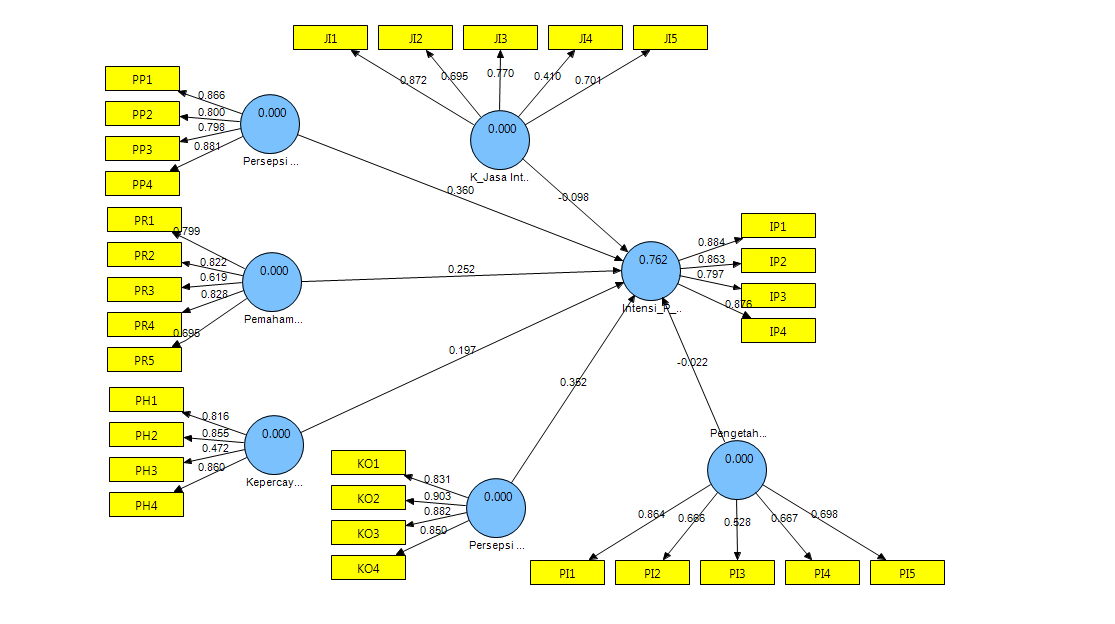 JI1 JI2 JI3 JI4 JI5
0.872 0.695 0.770 0.410 0.701
0.000
K_Jasa Int..
PP1
PP2
PP3
PP4
0.866
0.800
0.798
0.881
0.000
Persepsi ...
0.360
-0.098
PR1
PR2
PR3
PR4
PR5
0.799
0.822
0.619
0.828
0.695
0.000
Pemaham...
0.252
0.762
Intensi_P_..
0.884
0.863
0.797
0.876
IP1
IP2
IP3
IP4
PH1
PH2
PH3
PH4
0.816
0.855
0.472
0.860
0.000
Kepercay...
0.197
0.352
-0.022
KO1
KO2
KO3
KO4
0.831
0.903
0.882
0.850
0.000
Persepsi ...
Pengetah...
0.000
0.864 0.666 0.528 0.667 0.698
PI1 PI2 PI3 PI4 PI5